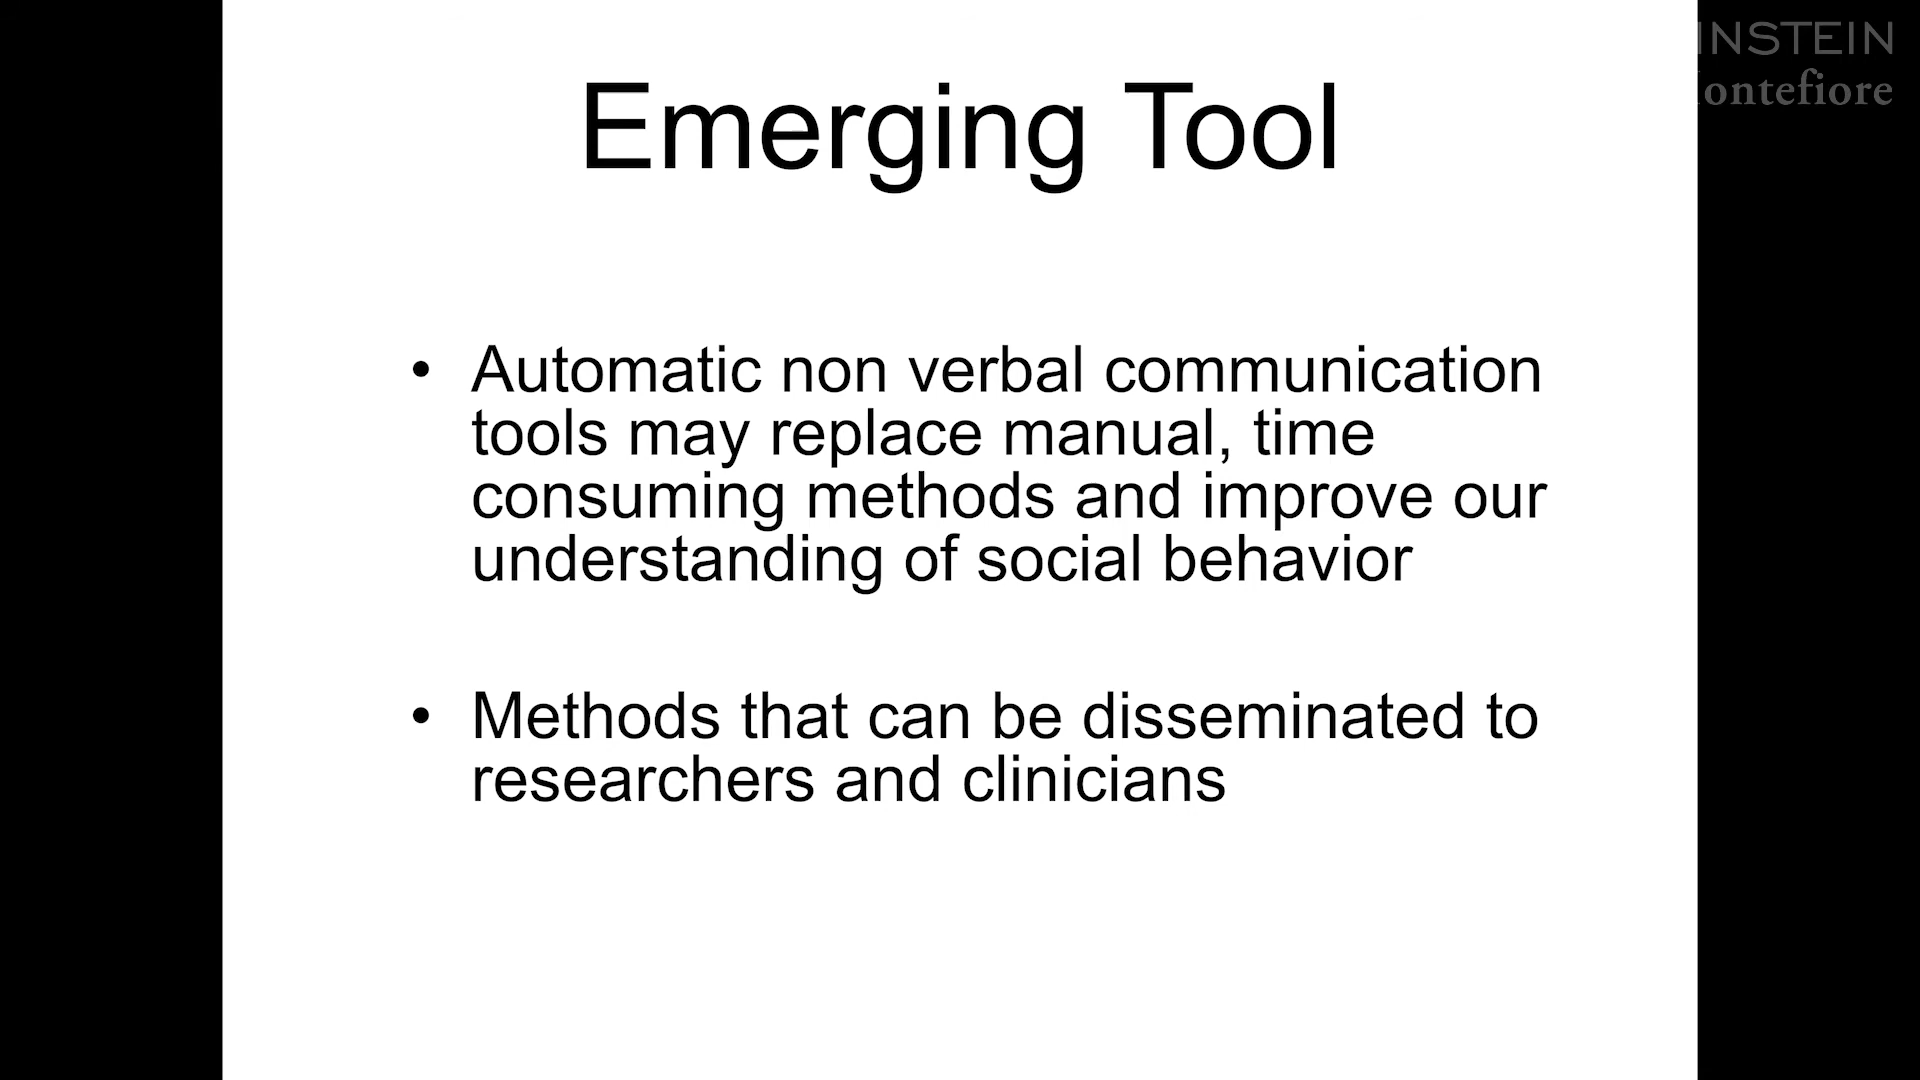 Emerging Tool
• Automatic non verbal communication
tools may replace manual, time
consuming methods and improve our
understanding of social behavior
• Methods that can be disseminated to
researchers and clinicians
INSTEIN
ontefiore